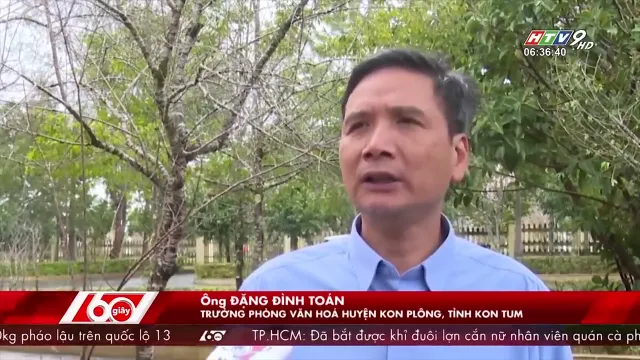 HTV9 HD
06:36:40
60 giây
Ông ĐẶNG ĐÌNH TOÁN
TRƯỞNG PHÒNG VĂN HOÁ HUYỆN KON PLÔNG, TỈNH KON TUM
0kg pháo lậu trên quốc lộ 13
TP.HCM: Đã bắt được khỉ đuôi lợn cắn nữ nhân viên quán cà p